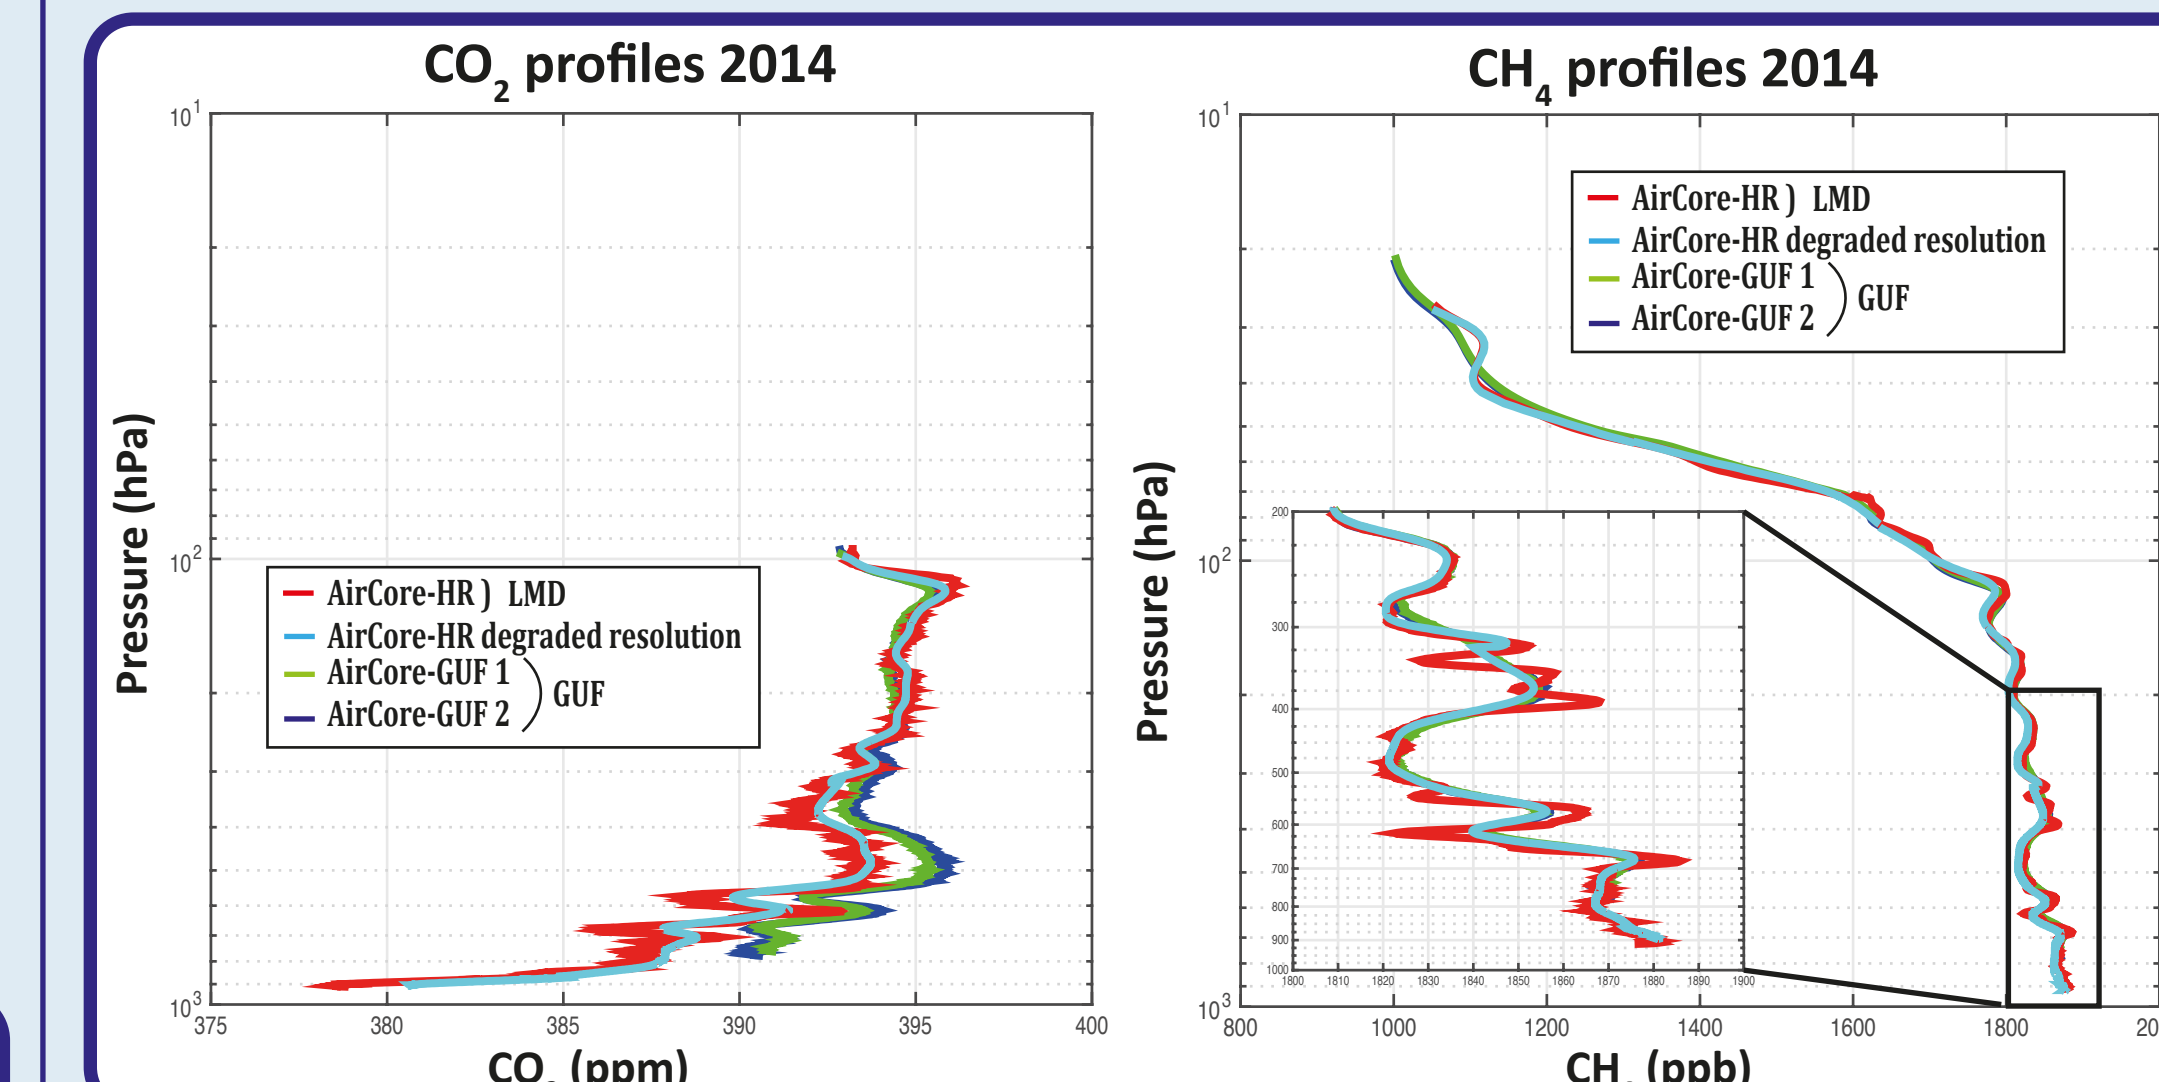 CO2 profiles 2014
10^1
10^2
10^3
Pressure (hPa)
AirCore-HR ) LMD
AirCore-HR degraded resolution
AirCore-GUF 1
AirCore-GUF 2
GUF
375 380 385 390 395 400
CO2 (ppm)
CH4 profiles 2014
10^1
10^2
10^3
Pressure (hPa)
AirCore-HR ) LMD
AirCore-HR degraded resolution
AirCore-GUF 1
AirCore-GUF 2
GUF
200
300
400
500
600
700
800
900
1000
1800 1810 1820 1830 1840 1850 1860 1870 1880 1890 1900
800 1000 1200 1400 1600 1800 20
CH4 (ppb)